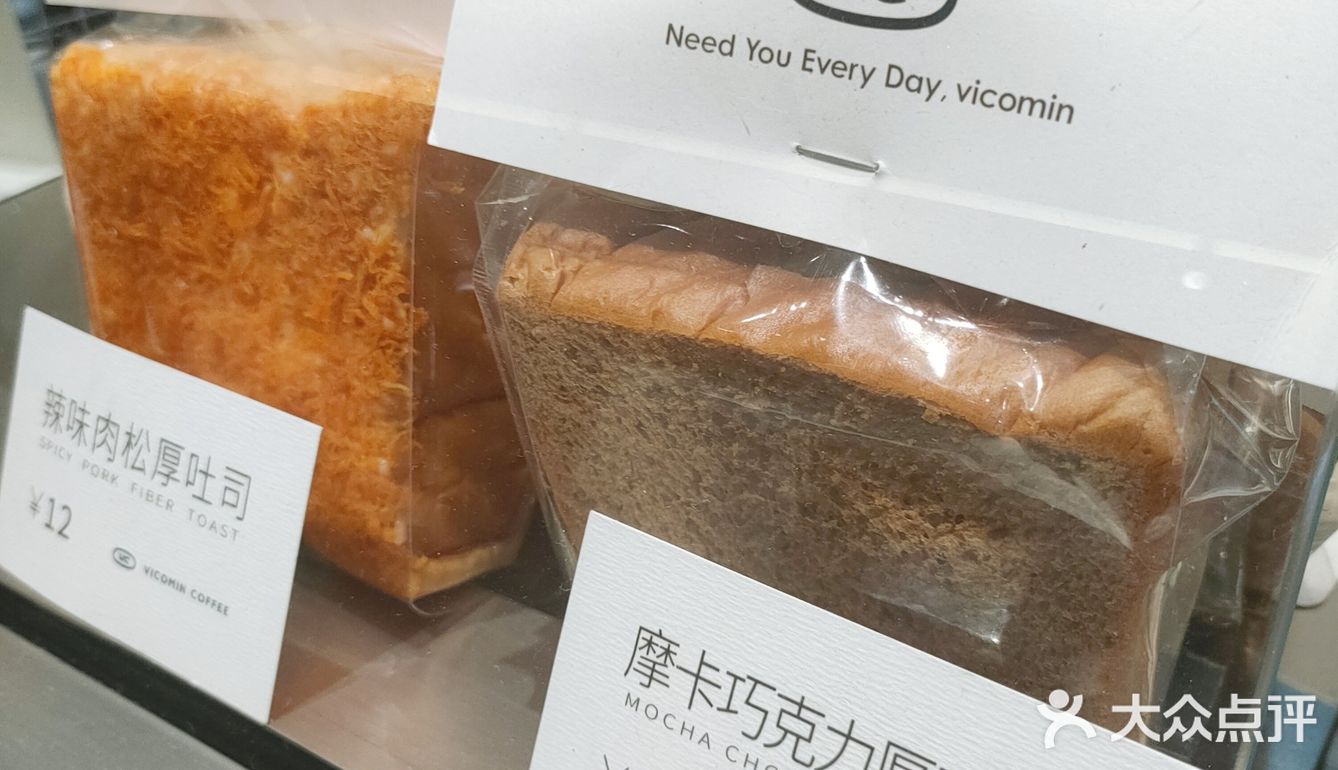 Need You Every Day, vicomin
辣味肉松厚吐司
SPICY PORK FIBER TOAST
¥12
VC VICOMIN COFFEE
摩卡巧克力厚
MOCHA CHO
大众点评